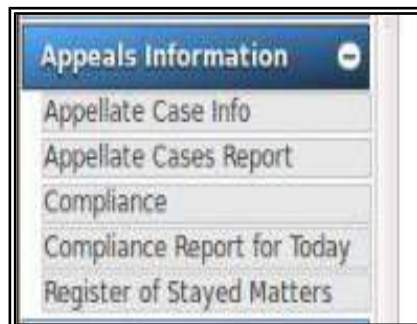 Appeals Information
Appellate Case Info
Appellate Cases Report
Compliance
Compliance Report for Today
Register of Stayed Matters